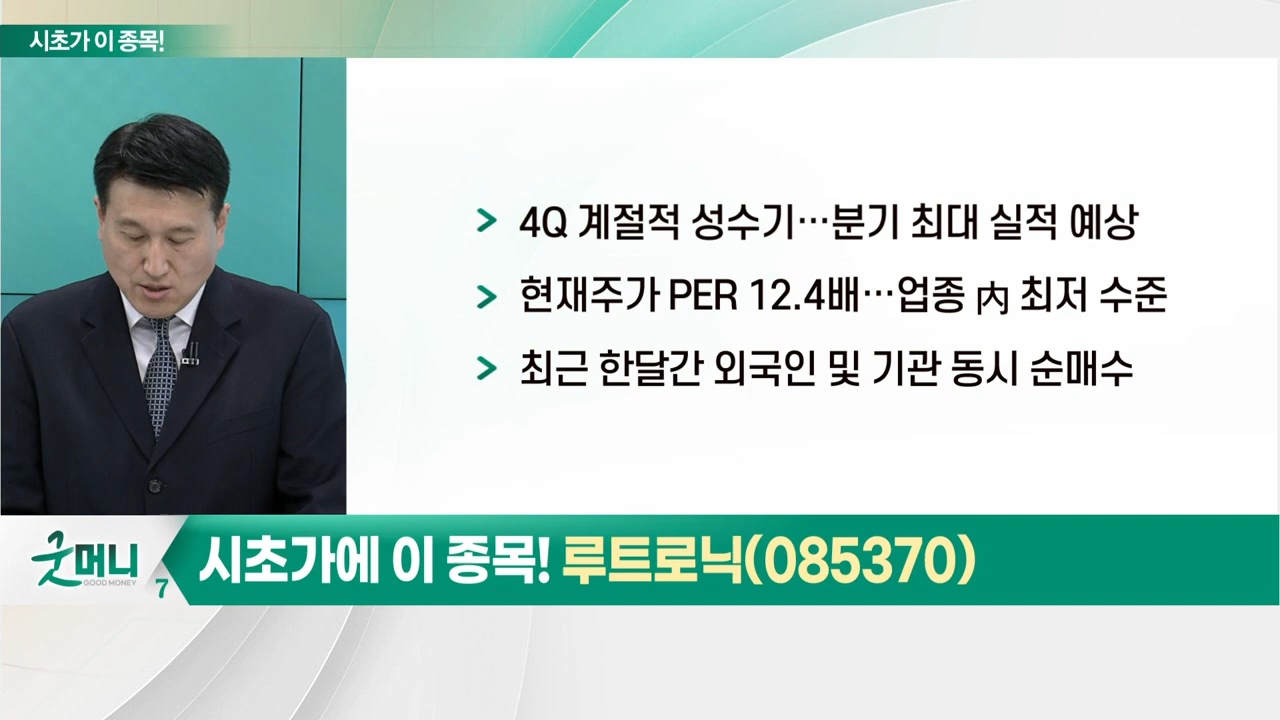 시초가 이 종목!
> 4Q 계절적 성수기…분기 최대 실적 예상
> 현재주가 PER 12.4배…업종 內 최저 수준
> 최근 한달간 외국인 및 기관 동시 순매수
굿머니
GOOD MONEY
7
시초가에 이 종목! 루트로닉(085370)